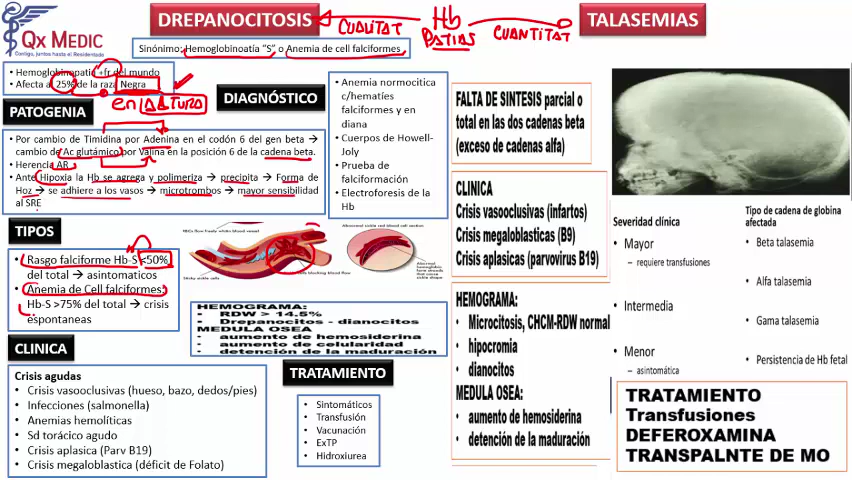 DREPANOCITOSIS
CUALITAT
Hb
PATIAS
CUANTITAT
TALASEMIAS
Qx MEDIC
Contigo, juntos hasta el Residentado
Sinónimo: Hemoglobinoatía "S" o Anemia de cell falciformes
• Hemoglobinopatic +fr del mundo
• Afecta al 25% de la raza Negra
en
PATOGENIA
• Por cambio de Timidina por Adenina en el codón 6 del gen beta →
cambio de Ac glutámico por Valina en la posición 6 de la cadena beta.
• Herencia AR
• Ante Hipoxia la Hb se agrega y polimeriza → precipita → Forma de
Hoz → se adhiere a los vasos → microtrombos → mayor sensibilidad
al SRE
DIAGNÓSTICO
• Anemia normocitica
c/hematíes
falciformes y en
diana
• Cuerpos de Howell-
Joly
• Prueba de
falciformación
• Electroforesis de la
Hb
TIPOS
• Rasgo falciforme Hb-S <50%
del total → asintomaticos
• Anemia de Cell falciformes:
Hb-S >75% del total → crisis
espontaneas
HEMOGRAMA:
• RDW > 14.5%
• Drepanocitos - dianocitos
MEDULA OSEA
• aumento de hemosiderina
• aumento de celularidad
• detención de la maduración
CLINICA
Crisis agudas
• Crisis vasooclusivas (hueso, bazo, dedos/pies)
• Infecciones (salmonella)
• Anemias hemolíticas
• Sd torácico agudo
• Crisis aplasica (Parv B19)
• Crisis megaloblastica (déficit de Folato)
TRATAMIENTO
• Sintomáticos
• Transfusión
• Vacunación
• ExTP
• Hidroxiurea
FALTA DE SINTESIS parcial o
total en las dos cadenas beta
(exceso de cadenas alfa)
CLINICA
Crisis vasooclusivas (infartos)
Crisis megaloblasticas (B9)
Crisis aplasicas (parvovirus B19)
HEMOGRAMA:
• Microcitosis, CHCM-RDW normal
• hipocromia
• dianocitos
MEDULA OSEA:
• aumento de hemosiderina
• detención de la maduración
Severidad clínica
• Mayor
– requiere transfusiones
• Intermedia
• Menor
– asintomática
Tipo de cadena de globina
afectada
• Beta talasemia
• Alfa talasemia
• Gama talasemia
• Persistencia de Hb fetal
TRATAMIENTO
Transfusiones
DEFEROXAMINA
TRANSPALNTE DE MO